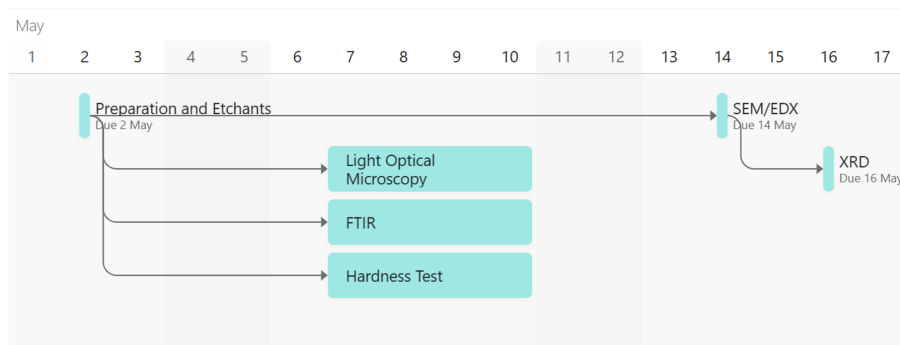 May
1 2 3 4 5 6 7 8 9 10 11 12 13 14 15 16 17
Preparation and Etchants
Due 2 May
SEM/EDX
Due 14 May
Light Optical
Microscopy
XRD
Due 16 May
FTIR
Hardness Test